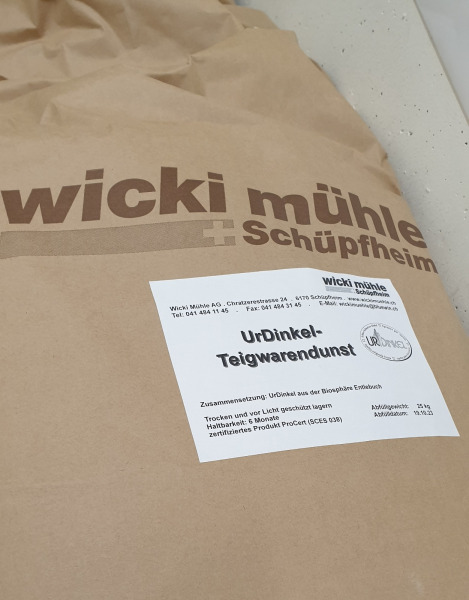 wicki mühle
Schüpfheim
wicki mühle
Schüpfheim
Wicki Mühle AG . Chratzerestrasse 24 . 6170 Schüpfheim . www.wickimuehle.ch
Tel: 041 484 11 45 . Fax: 041 484 31 45 . E-Mail:
UrDinkel-
Teigwarendunst
URDINKEL
Zusammensetzung: UrDinkel aus der Biosphäre Entlebuch
Trocken und vor Licht geschützt lagern
Haltbarkeit: 6 Monate
zertifiziertes Produkt ProCert (SCES 038)
Abfüllgewicht: 25 kg
Abfülldatum: 19.10.23